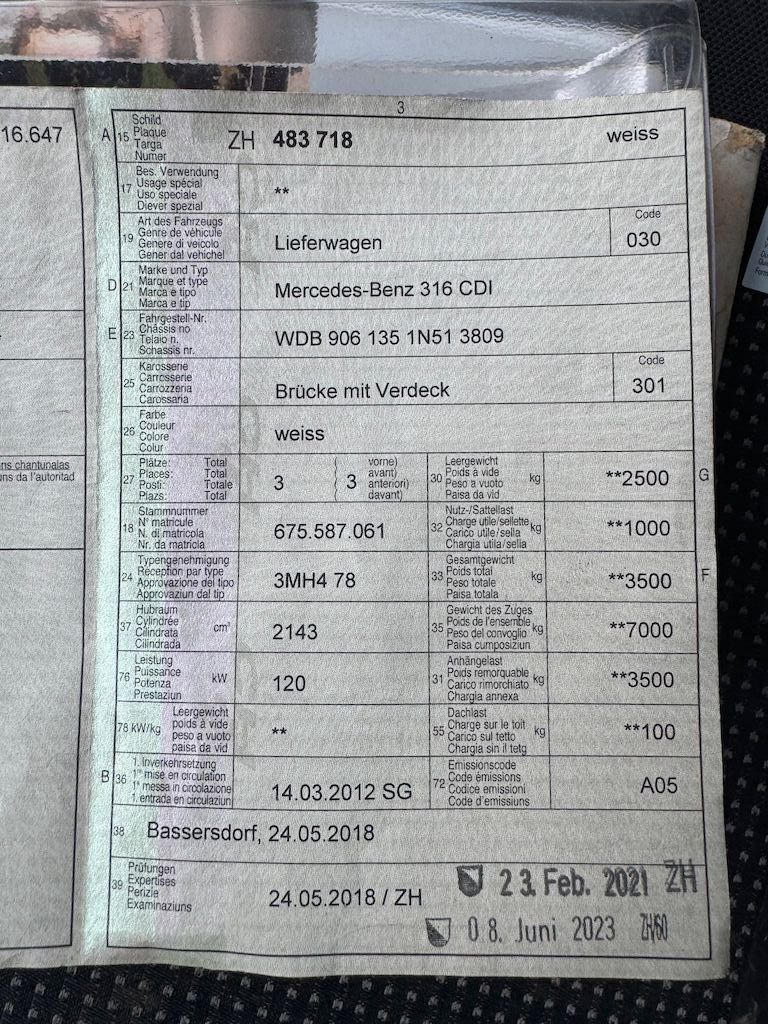 3
16.647
A 15 Schild
Plaque
Targa
Numer
ZH 483 718 weiss
17 Bes. Verwendung
Usage spécial
Uso speciale
Diever spezial
**
19 Art des Fahrzeugs
Genre de véhicule
Genere di veicolo
Gener dal vehichel
Lieferwagen
Code
030
D 21 Marke und Typ
Marque et type
Marca e tipo
Marca e tip
Mercedes-Benz 316 CDI
E 23 Fahrgestell-Nr.
Châssis no
Telaio n.
Schassis nr.
WDB 906 135 1N51 3809
25 Karosserie
Carrosserie
Carrozzeria
Carossaria
Brücke mit Verdeck
Code
301
26 Farbe
Couleur
Colore
Colur
weiss
ns chantunalas
ns da l'autoritad
27 Plätze: Total
Places: Total
Posti: Totale
Plazs: Total
3 ( 3 vorne)
avant)
anteriori)
davant)
30 Leergewicht
Poids à vide
Peso a vuoto
Paisa da vid
kg
**2500 G
18 Stammnummer
N° matricule
N. di matricola
Nr. da matricla
675.587.061
32 Nutz-/Sattellast
Charge utile/sellette
Carico utile/sella
Chargia utila/sella
kg
**1000
24 Typengenehmigung
Réception par type
Approvazione del tipo
Approvaziun dal tip
3MH4 78
33 Gesamtgewicht
Poids total
Peso totale
Paisa totala
kg
**3500 F
37 Hubraum
Cylindrée
Cilindrata
Cilindrada
cm³
2143
35 Gewicht des Zuges
Poids de l'ensemble
Peso del convoglio
Paisa cumposiziun
kg
**7000
76 Leistung
Puissance
Potenza
Prestaziun
kW
120
31 Anhängelast
Poids remorquable
Carico rimorchiato
Chargia annexa
kg
**3500
78 kW/kg Leergewicht
poids à vide
peso a vuoto
paisa da vid
**
55 Dachlast
Charge sur le toit
Carico sul tetto
Chargia sin il tetg
kg
**100
B 36 1. Inverkehrsetzung
1re mise en circulation
1a messa in circolazione
1. entrada en circulaziun
14.03.2012 SG
72 Emissionscode
Code émissions
Codice emissioni
Code d'emissiuns
A05
38 Bassersdorf, 24.05.2018
39 Prüfungen
Expertises
Perizie
Examinaziuns
24.05.2018 / ZH
23. Feb. 2021 ZH
08. Juni 2023 ZH/60